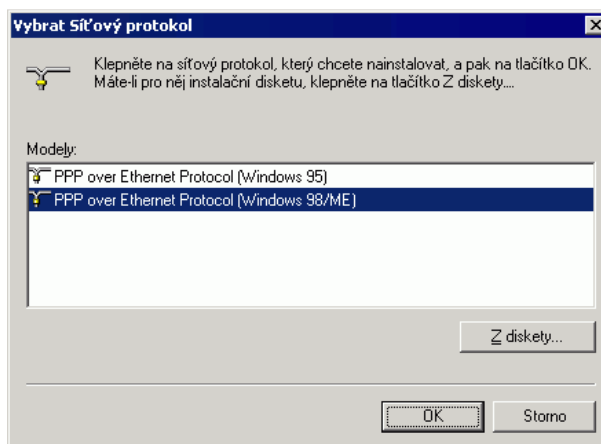 Vybrat Síťový protokol
Klepněte na síťový protokol, který chcete nainstalovat, a pak na tlačítko OK.
Máte-li pro něj instalační disketu, klepněte na tlačítko Z diskety....
Modely:
PPP over Ethernet Protocol (Windows 95)
PPP over Ethernet Protocol (Windows 98/ME)
Z diskety...
OK
Storno